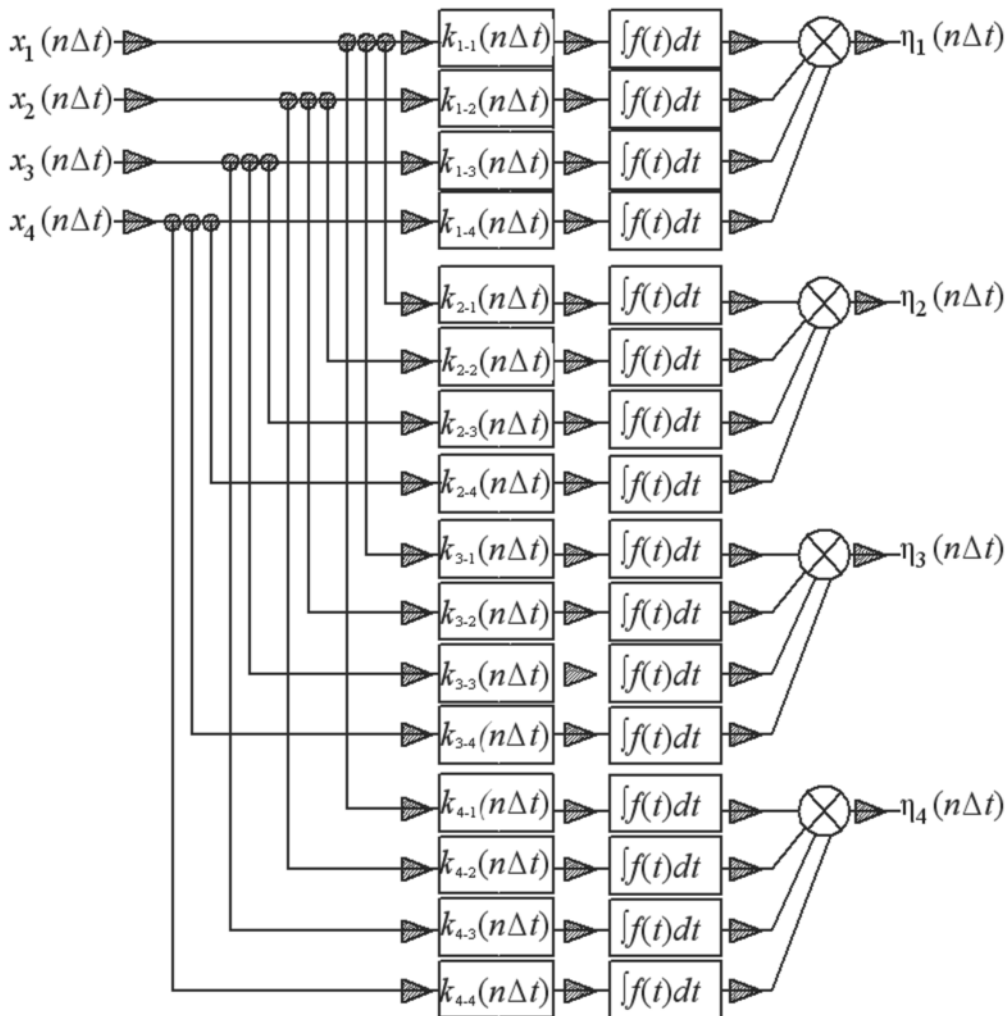 x₁(nΔt) k₁₋₁(nΔt) ∫f(t)dt η₁(nΔt)
x₂(nΔt) k₁₋₂(nΔt) ∫f(t)dt
x₃(nΔt) k₁₋₃(nΔt) ∫f(t)dt
x₄(nΔt) k₁₋₄(nΔt) ∫f(t)dt
k₂₋₁(nΔt) ∫f(t)dt η₂(nΔt)
k₂₋₂(nΔt) ∫f(t)dt
k₂₋₃(nΔt) ∫f(t)dt
k₂₋₄(nΔt) ∫f(t)dt
k₃₋₁(nΔt) ∫f(t)dt η₃(nΔt)
k₃₋₂(nΔt) ∫f(t)dt
k₃₋₃(nΔt) ∫f(t)dt
k₃₋₄(nΔt) ∫f(t)dt
k₄₋₁(nΔt) ∫f(t)dt η₄(nΔt)
k₄₋₂(nΔt) ∫f(t)dt
k₄₋₃(nΔt) ∫f(t)dt
k₄₋₄(nΔt) ∫f(t)dt